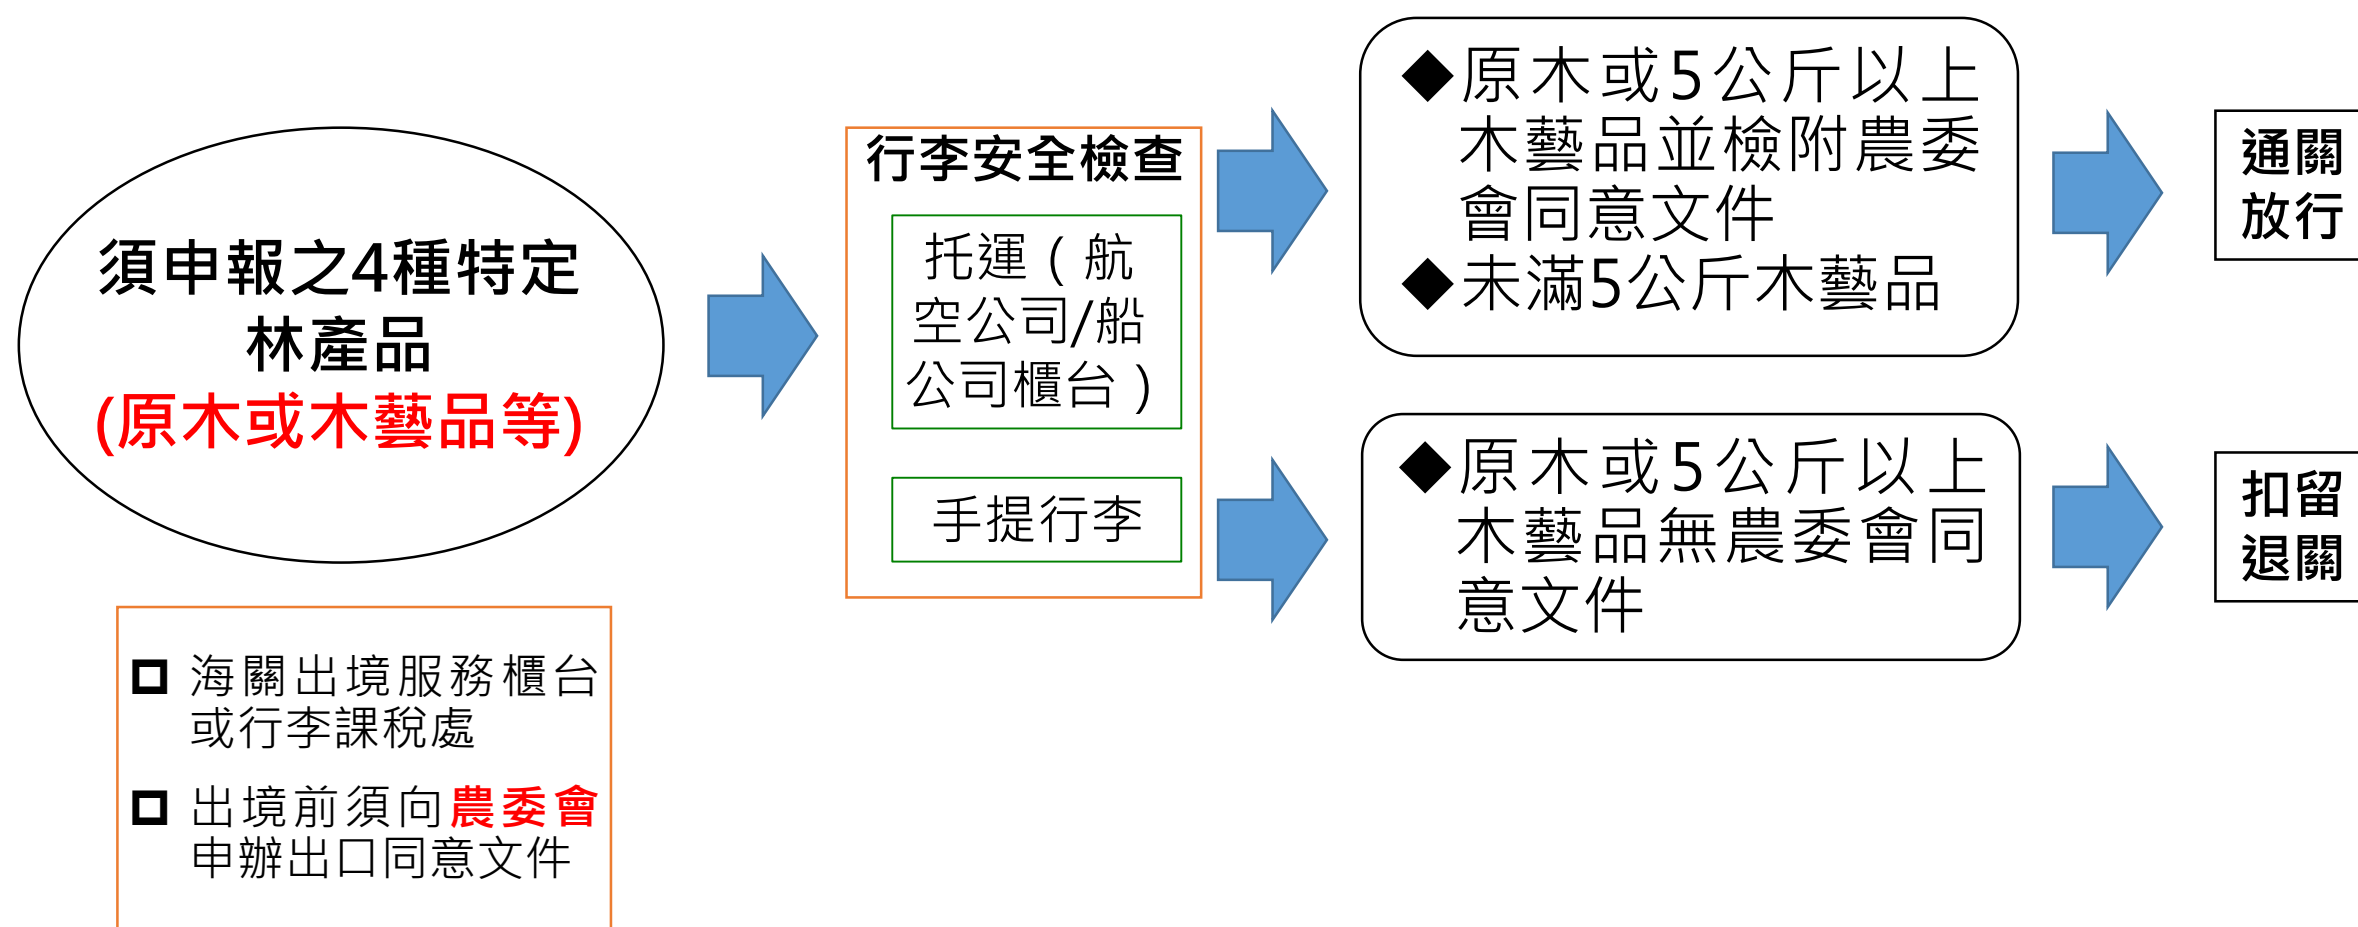 須申報之4種特定
林產品
(原木或木藝品等)
海關出境服務櫃台
或行李課稅處
出境前須向農委會
申辦出口同意文件
行李安全檢查
托運（航
空公司/船
公司櫃台）
手提行李
◆原木或5公斤以上
木藝品並檢附農委
會同意文件
◆未滿5公斤木藝品
◆原木或5公斤以上
木藝品無農委會同
意文件
通關
放行
扣留
退關